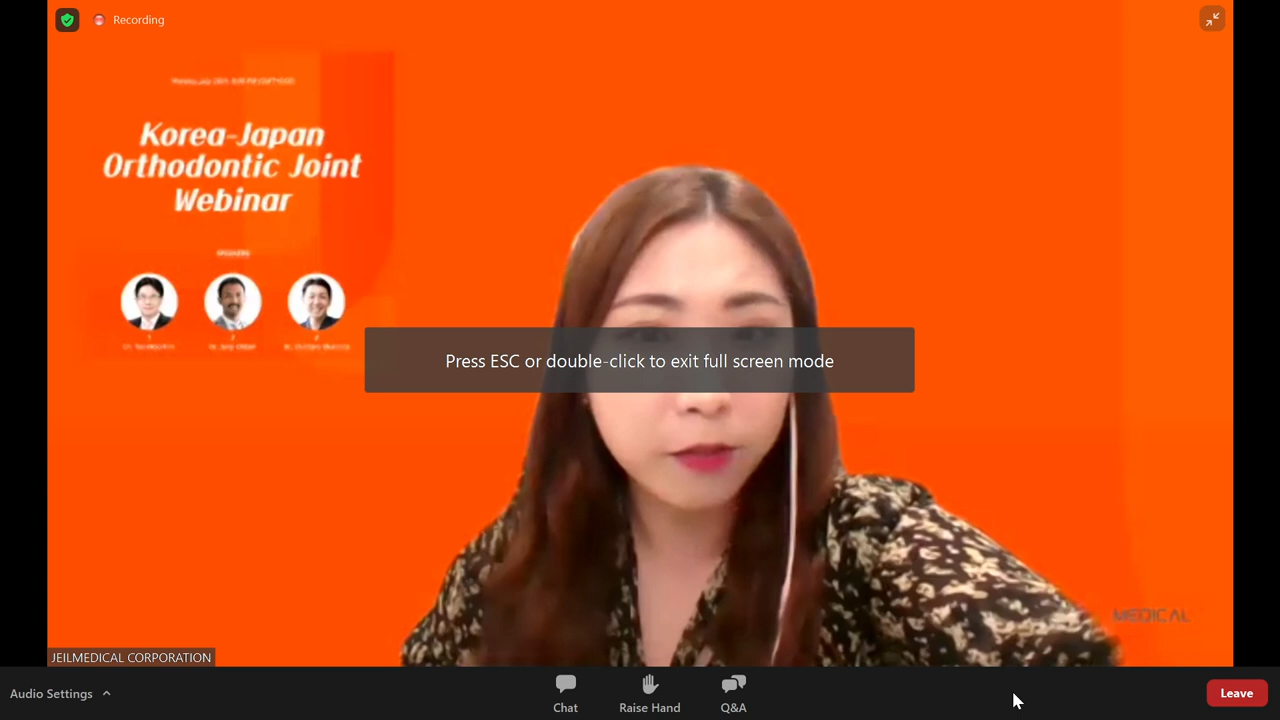 Recording
Korea-Japan
Orthodontic Joint
Webinar
SPEAKERS
Press ESC or double-click to exit full screen mode
MEDICAL
JEILMEDICAL CORPORATION
Audio Settings
Chat
Raise Hand
Q&A
Leave